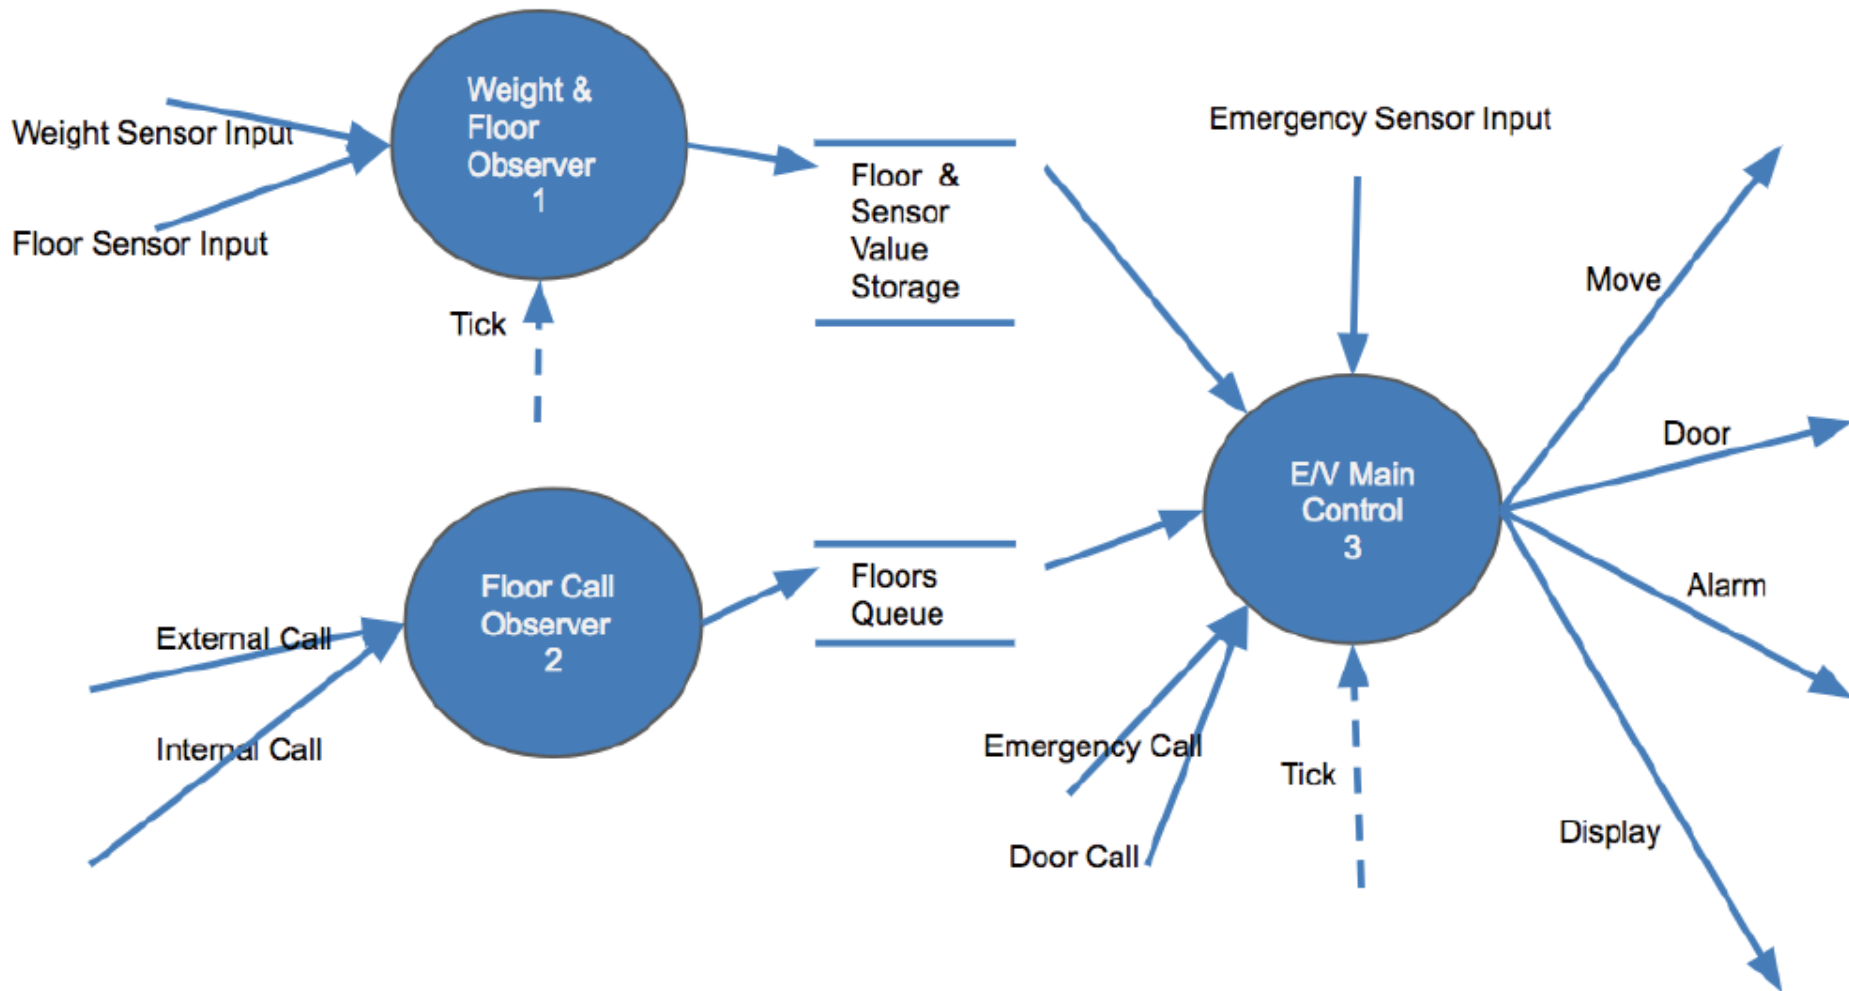 Weight &
Floor
Observer
1
Weight Sensor Input
Floor Sensor Input
Tick
Floor &
Sensor
Value
Storage
Emergency Sensor Input
Move
Door
E/V Main
Control
3
Floor Call
Observer
2
Floors
Queue
External Call
Internal Call
Alarm
Emergency Call
Door Call
Tick
Display